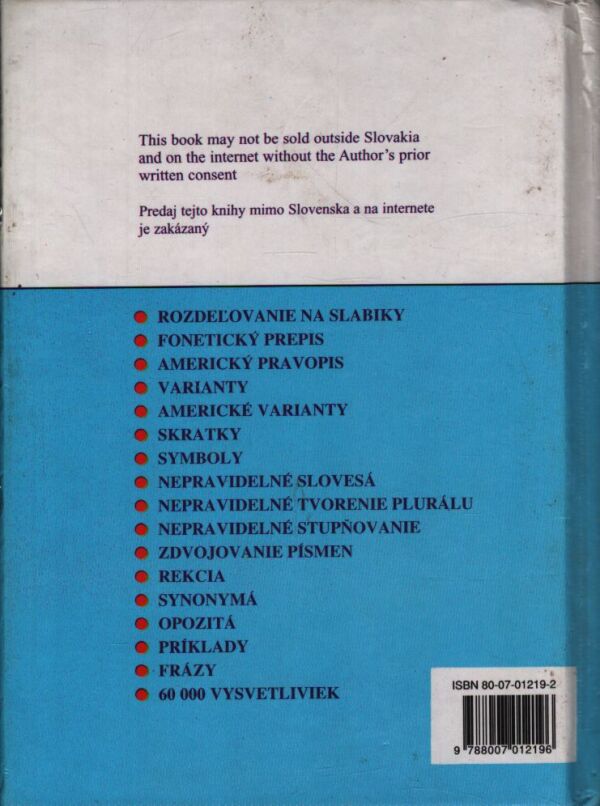 This book may not be sold outside Slovakia
and on the internet without the Author's prior
written consent
Predaj tejto knihy mimo Slovenska a na internete
je zakázaný
ROZDEĽOVANIE NA SLABIKY
FONETICKÝ PREPIS
AMERICKÝ PRAVOPIS
VARIANTY
AMERICKÉ VARIANTY
SKRATKY
SYMBOLY
NEPRAVIDELNÉ SLOVESÁ
NEPRAVIDELNÉ TVORENIE PLURÁLU
NEPRAVIDELNÉ STUPŇOVANIE
ZDVOJOVANIE PÍSMEN
REKCIA
SYNONYMÁ
OPOZITÁ
PRÍKLADY
FRÁZY
60 000 VYSVETLIVIEK
ISBN 80-07-01219-2
9 788007 012196